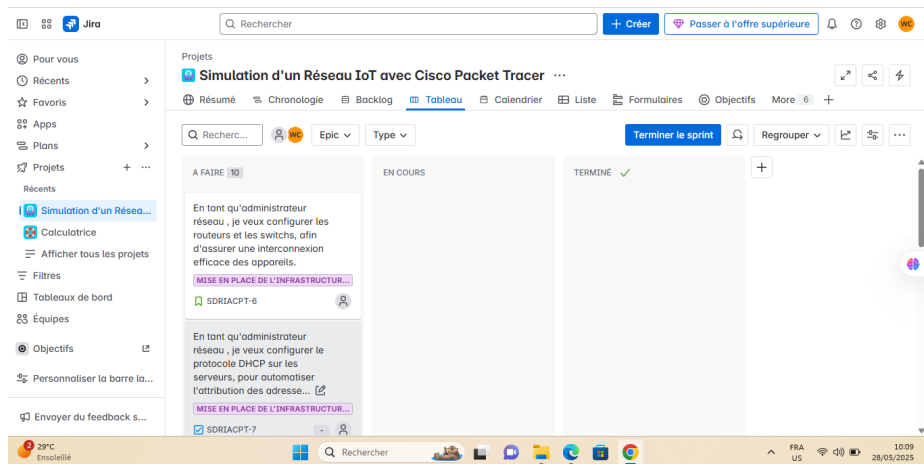 Jira
Rechercher
+ Créer
Passer à l'offre supérieure
WC
Pour vous
Récents
Favoris
Apps
Plans
Projets
Récents
Simulation d'un Résea...
Calculatrice
Afficher tous les projets
Filtres
Tableaux de bord
Équipes
Objectifs
Personnaliser la barre la...
Envoyer du feedback s...
Projets
Simulation d'un Réseau IoT avec Cisco Packet Tracer
Résumé Chronologie Backlog Tableau Calendrier Liste Formulaires Objectifs More 6 +
Recherc... WC Epic Type Terminer le sprint Regrouper
A FAIRE 10
En tant qu'administrateur
réseau , je veux configurer les
routeurs et les switchs, afin
d'assurer une interconnexion
efficace des appareils.
MISE EN PLACE DE L'INFRASTRUCTUR...
SDRIACPT-6
En tant qu'administrateur
réseau , je veux configurer le
protocole DHCP sur les
serveurs, pour automatiser
l'attribution des adresse...
MISE EN PLACE DE L'INFRASTRUCTUR...
SDRIACPT-7 -
EN COURS
TERMINÉ
2
29°C
Ensoleillé
Rechercher
FRA
US
10:09
28/05/2025